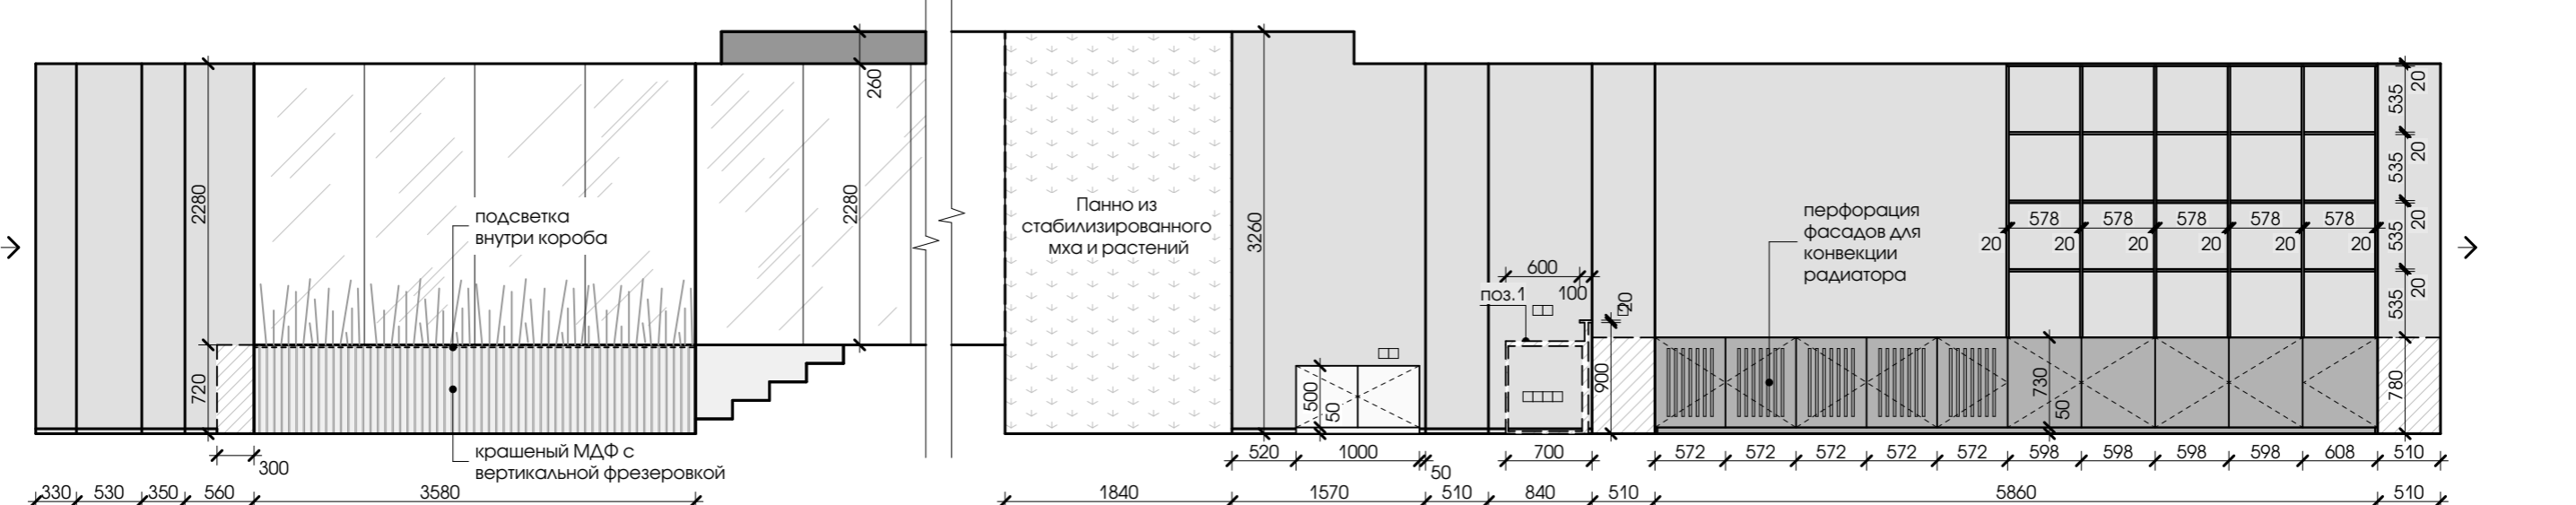 260
2280
2280
720
300
подсветка
внутри короба
крашеный МДФ с
вертикальной фрезеровкой
330 530 350 560 3580
Панно из
стабилизированного
мха и растений
3260
500
50
поз.1
600
100
20
900
перфорация
фасадов для
конвекции
радиатора
578 578 578 578 578
20 20 20 20 20 20
535 20
535 20
535 20
535 20
730
50
780
520 1000 50 700 572 572 572 572 572 598 598 598 598 608 510
1840 1570 510 840 510 5860 510